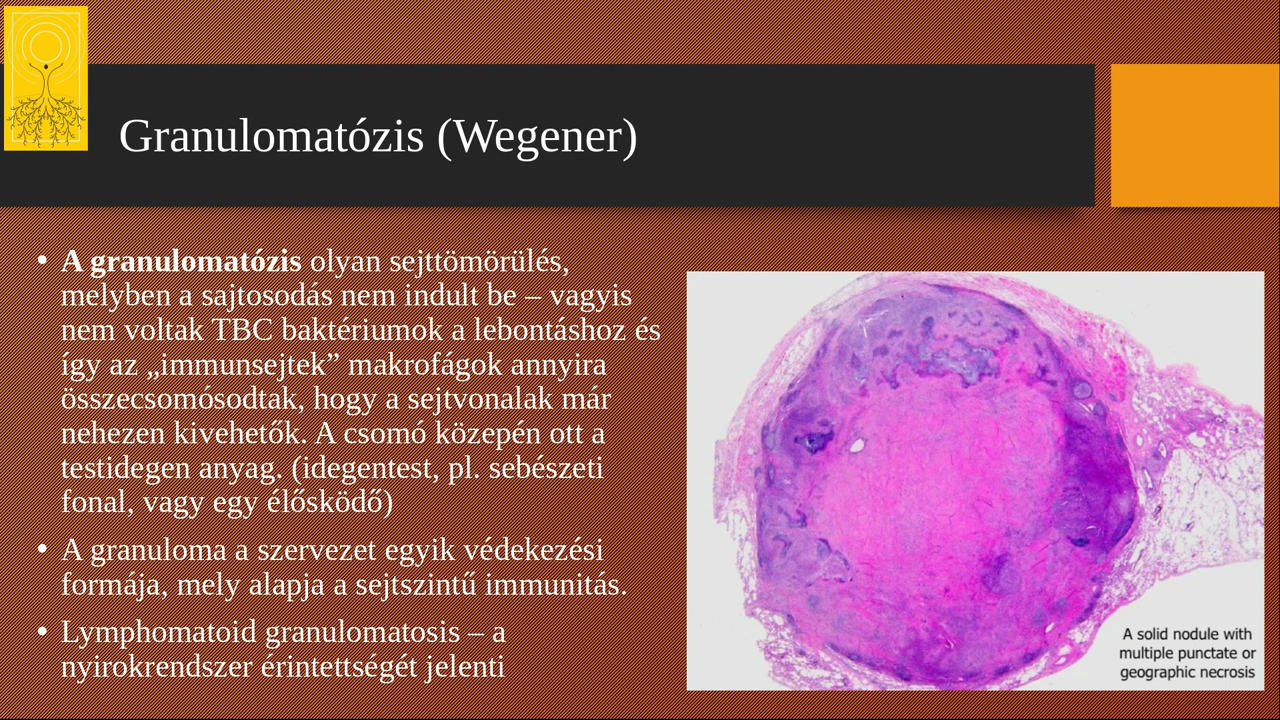 Granulomatózis (Wegener)
• A granulomatózis olyan sejttömörülés,
melyben a sajtosodás nem indult be – vagyis
nem voltak TBC baktériumok a lebontáshoz és
így az „immunsejtek” makrofágok annyira
összecsomósodtak, hogy a sejtvonalak már
nehezen kivehetők. A csomó közepén ott a
testidegen anyag. (idegentest, pl. sebészeti
fonal, vagy egy élősködő)
• A granuloma a szervezet egyik védekezési
formája, mely alapja a sejtszintű immunitás.
• Lymphomatoid granulomatosis – a
nyirokrendszer érintettségét jelenti
A solid nodule with
multiple punctate or
geographic necrosis